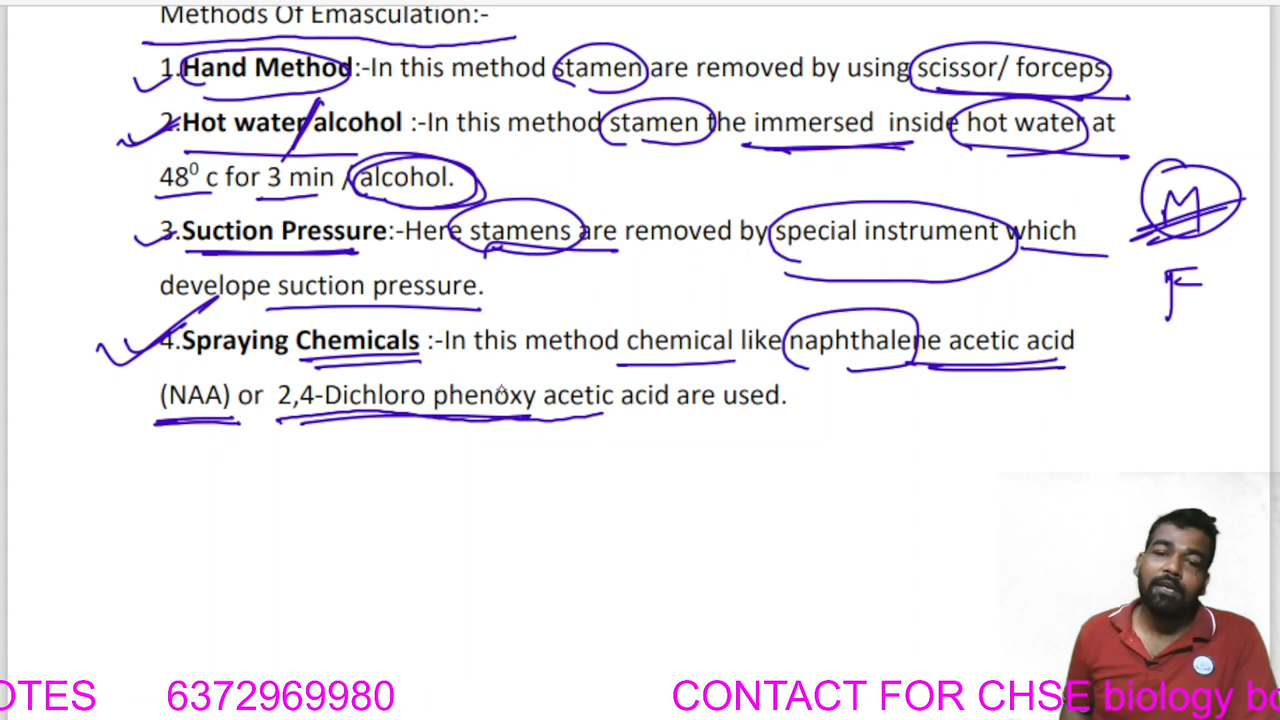 Methods Of Emasculation:-
1.Hand Method:-In this method stamen are removed by using scissor/ forceps.
2.Hot water/alcohol :-In this method stamen the immersed inside hot water at
48⁰ c for 3 min / alcohol.
3.Suction Pressure:-Here stamens are removed by special instrument which
develope suction pressure.
4.Spraying Chemicals :-In this method chemical like naphthalene acetic acid
(NAA) or 2,4-Dichloro phenoxy acetic acid are used.
M
F
OTES 6372969980 CONTACT FOR CHSE biology bo